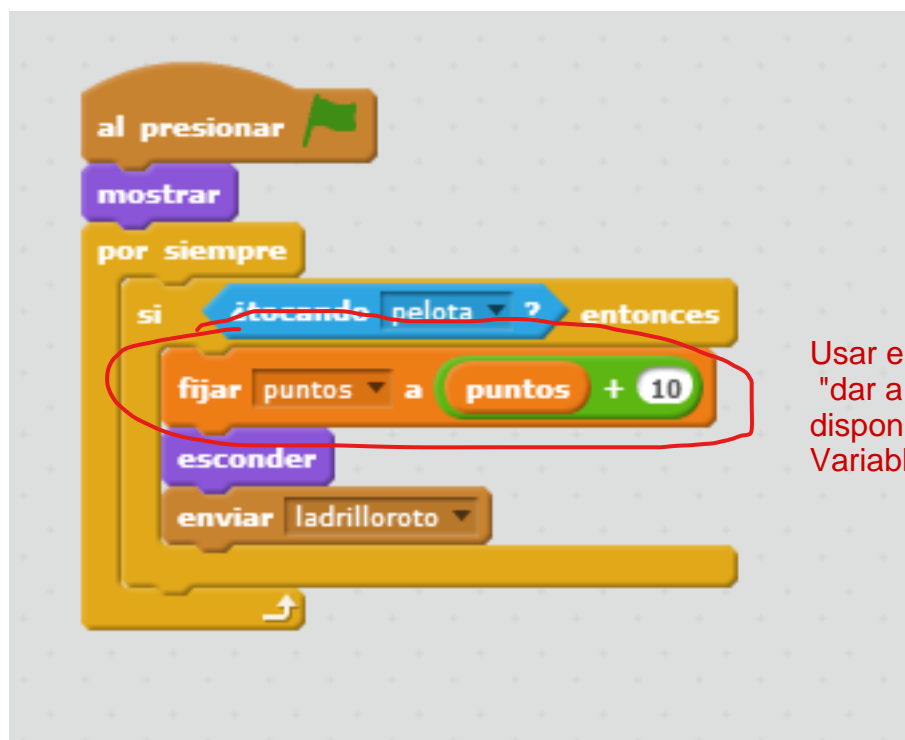 al presionar
mostrar
por siempre
si ¿tocando pelota ? entonces
fijar puntos a puntos + 10
esconder
enviar ladrilloroto
Usar e
"dar a
dispon
Variabl